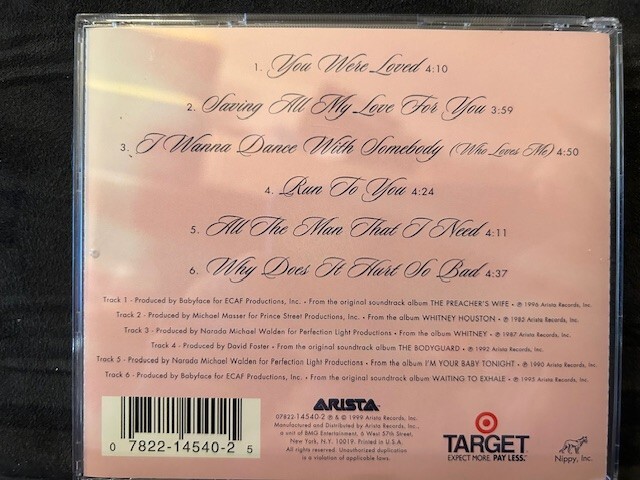 1. You Were Loved 4:10
2. Saving All My Love For You 3:59
3. I Wanna Dance With Somebody (Who Loves Me) 4:50
4. Run To You 4:24
5. All The Man That I Need 4:11
6. Why Does It Hurt So Bad 4:37
Track 1 - Produced by Babyface for ECAF Productions, Inc. • From the original soundtrack album THE PREACHER'S WIFE • ℗ 1996 Arista Records, Inc.
Track 2 - Produced by Michael Masser for Prince Street Productions, Inc. • From the album WHITNEY HOUSTON • ℗ 1985 Arista Records, Inc.
Track 3 - Produced by Narada Michael Walden for Perfection Light Productions • From the album WHITNEY • ℗ 1987 Arista Records, Inc.
Track 4 - Produced by David Foster • From the album THE BODYGUARD • ℗ 1992 Arista Records, Inc.
Track 5 - Produced by Narada Michael Walden for Perfection Light Productions • From the album I'M YOUR BABY TONIGHT • ℗ 1990 Arista Records, Inc.
Track 6 - Produced by Babyface for ECAF Productions, Inc. • From the original soundtrack album WAITING TO EXHALE • ℗ 1995 Arista Records, Inc.
0 7822-14540-2 5
ARISTA
07822-14540-2 ℗ & © 1999 Arista Records, Inc.
Manufactured and Distributed by Arista Records, Inc.,
a unit of BMG Entertainment, 6 West 57th Street,
New York, N.Y. 10019. Printed in U.S.A.
All rights reserved. Unauthorized duplication
is a violation of applicable laws.
TARGET
EXPECT MORE. PAY LESS.
Nippy, Inc.